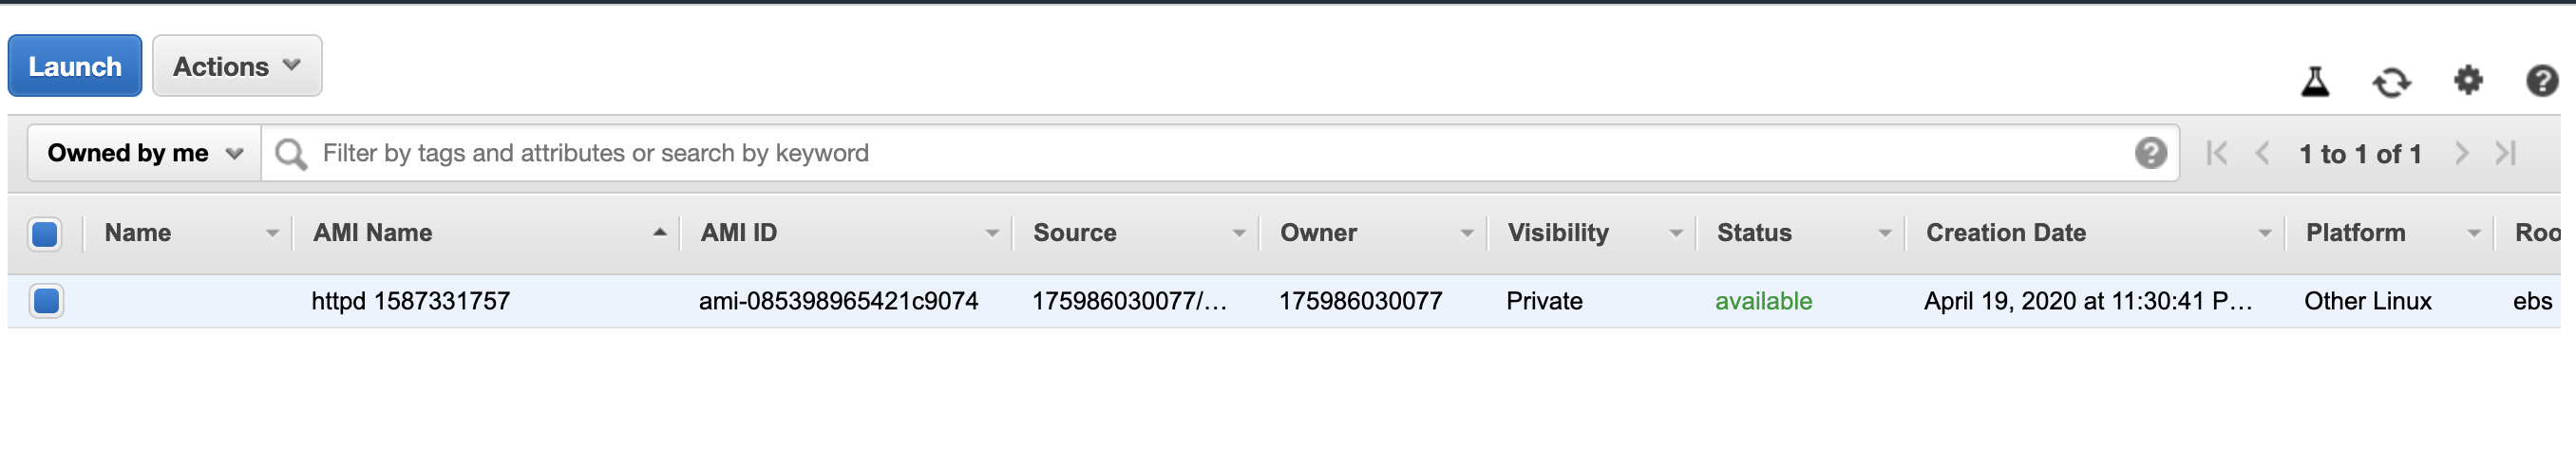 Launch Actions
Owned by me Filter by tags and attributes or search by keyword ? 1 to 1 of 1
Name AMI Name AMI ID Source Owner Visibility Status Creation Date Platform Roo
httpd 1587331757 ami-085398965421c9074 175986030077/... 175986030077 Private available April 19, 2020 at 11:30:41 P... Other Linux ebs